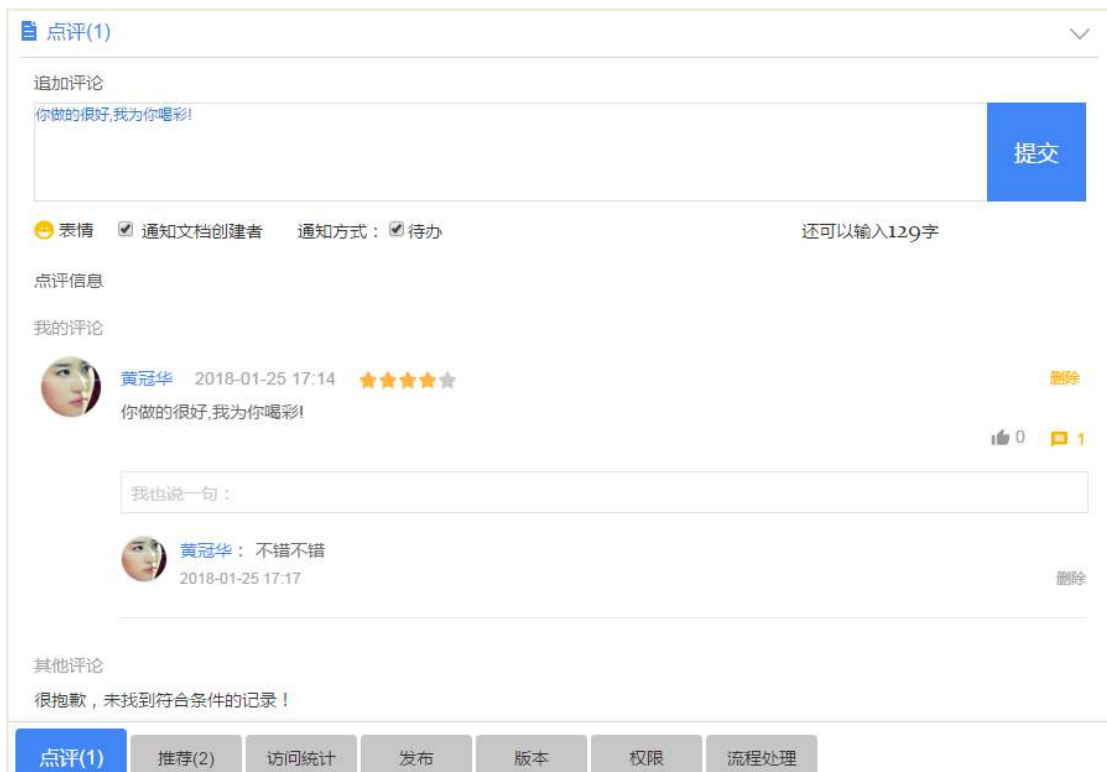 点评(1)
追加评论
你做的很好,我为你喝彩!
提交
表情 通知文档创建者 通知方式： 待办 还可以输入129字
点评信息
我的评论
黄冠华 2018-01-25 17:14 删除
你做的很好,我为你喝彩!
0 1
我也说一句：
黄冠华： 不错不错
2018-01-25 17:17 删除
其他评论
很抱歉，未找到符合条件的记录！
点评(1) 推荐(2) 访问统计 发布 版本 权限 流程处理